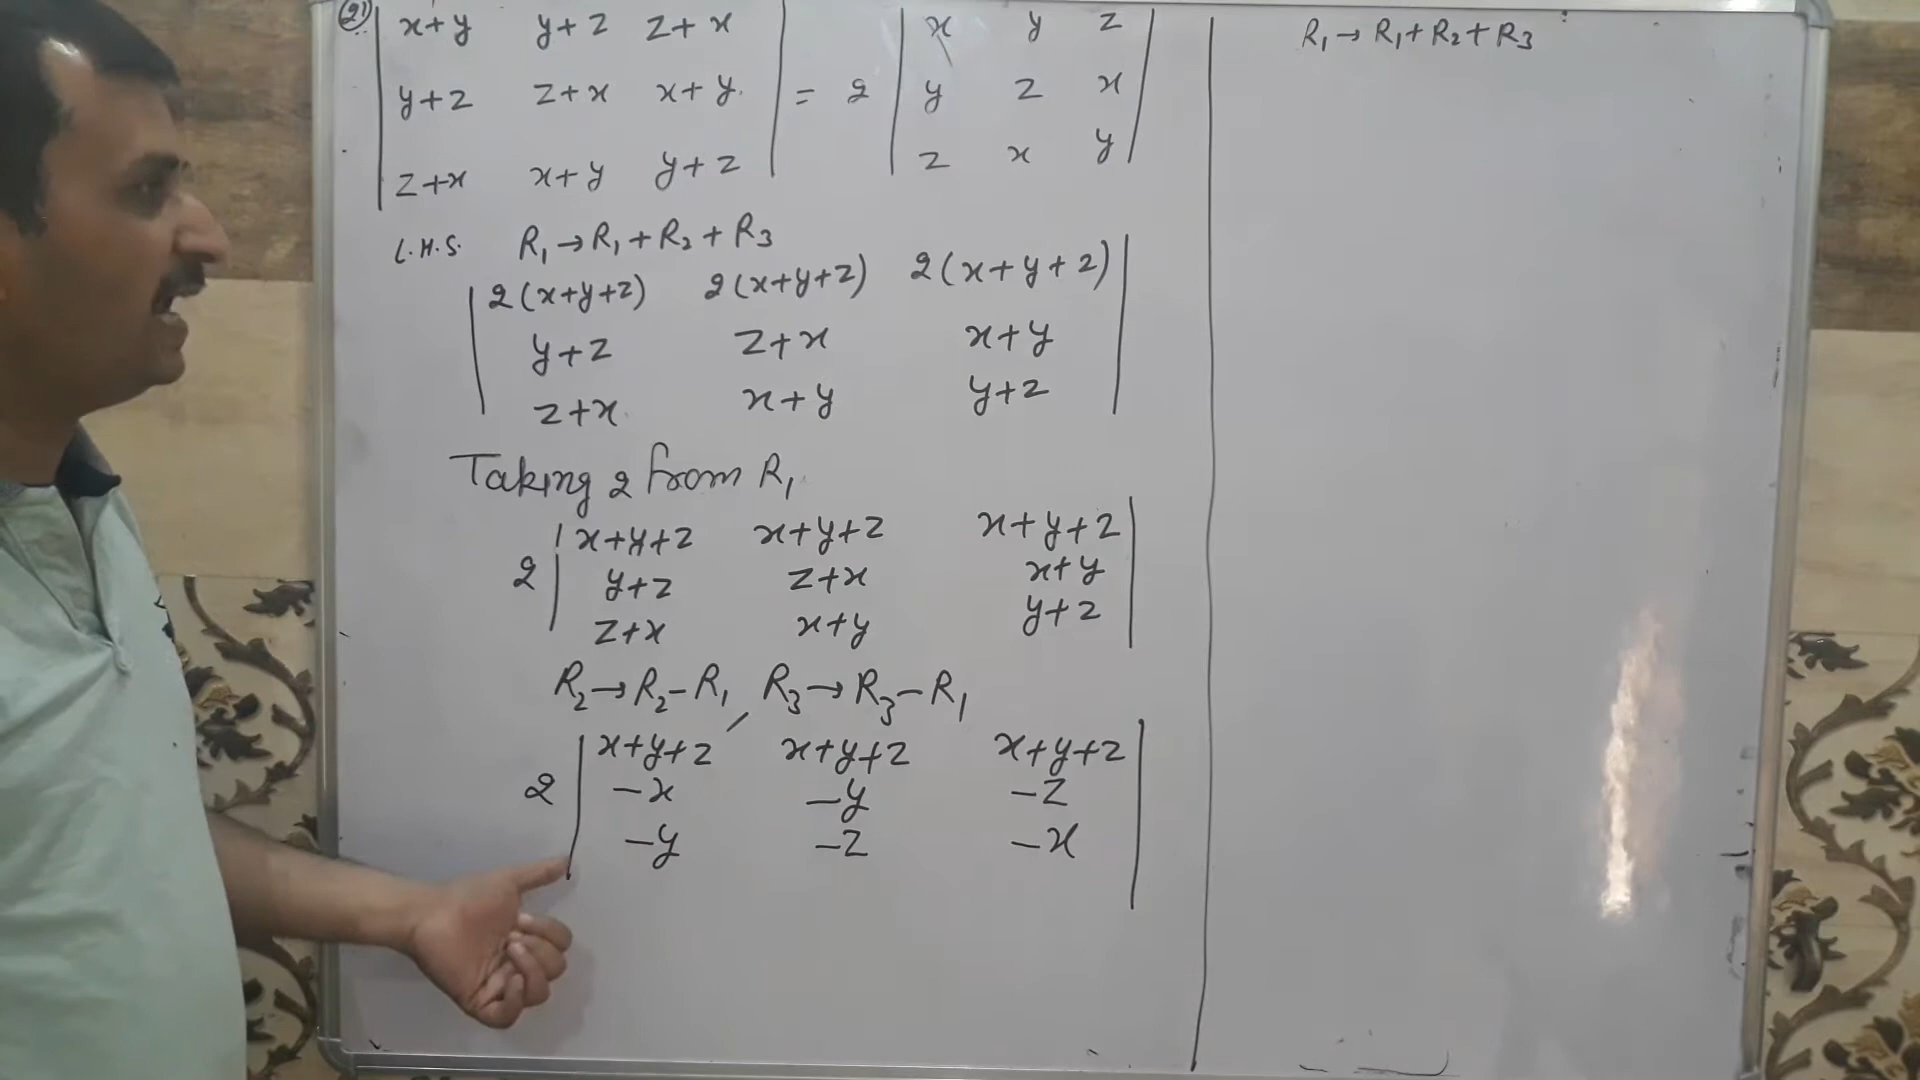 21) | x+y y+z z+x | = 2 | x y z |
| y+z z+x x+y. | | y z x |
| z+x x+y y+z | | z x y |
L.H.S. R₁→R₁+R₂+R₃
| 2(x+y+z) 2(x+y+z) 2(x+y+z) |
| y+z z+x x+y |
| z+x x+y y+z |
Taking 2 from R₁
2 | x+y+z x+y+z x+y+z |
| y+z z+x x+y |
| z+x x+y y+z |
R₂→R₂-R₁, R₃→R₃-R₁
2 | x+y+z x+y+z x+y+z |
| -x -y -z |
| -y -z -x |
R₁→R₁+R₂+R₃